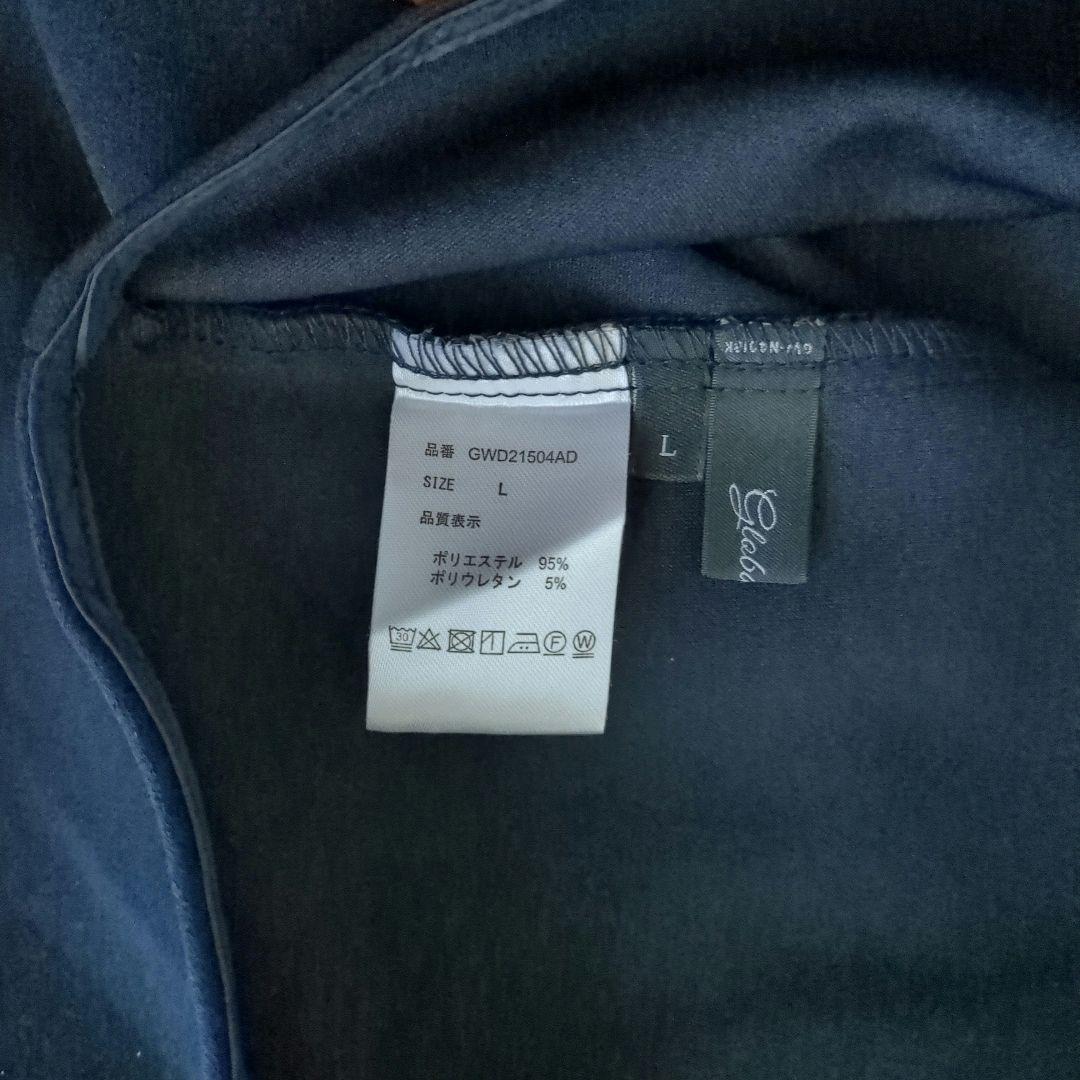 品番 GWD21504AD
SIZE L
品質表示
ポリエステル 95%
ポリウレタン 5%
30
F
W
L